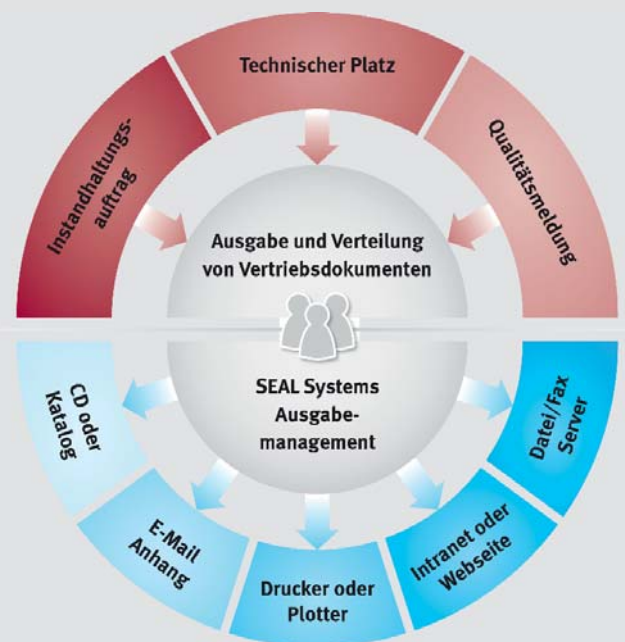 Technischer Platz
Instandhaltungs-
auftrag
Qualitätsmeldung
Ausgabe und Verteilung
von Vertriebsdokumenten
SEAL Systems
Ausgabe-
management
CD oder
Katalog
E-Mail
Anhang
Drucker oder
Plotter
Intranet oder
Webseite
Datei/Fax
Server